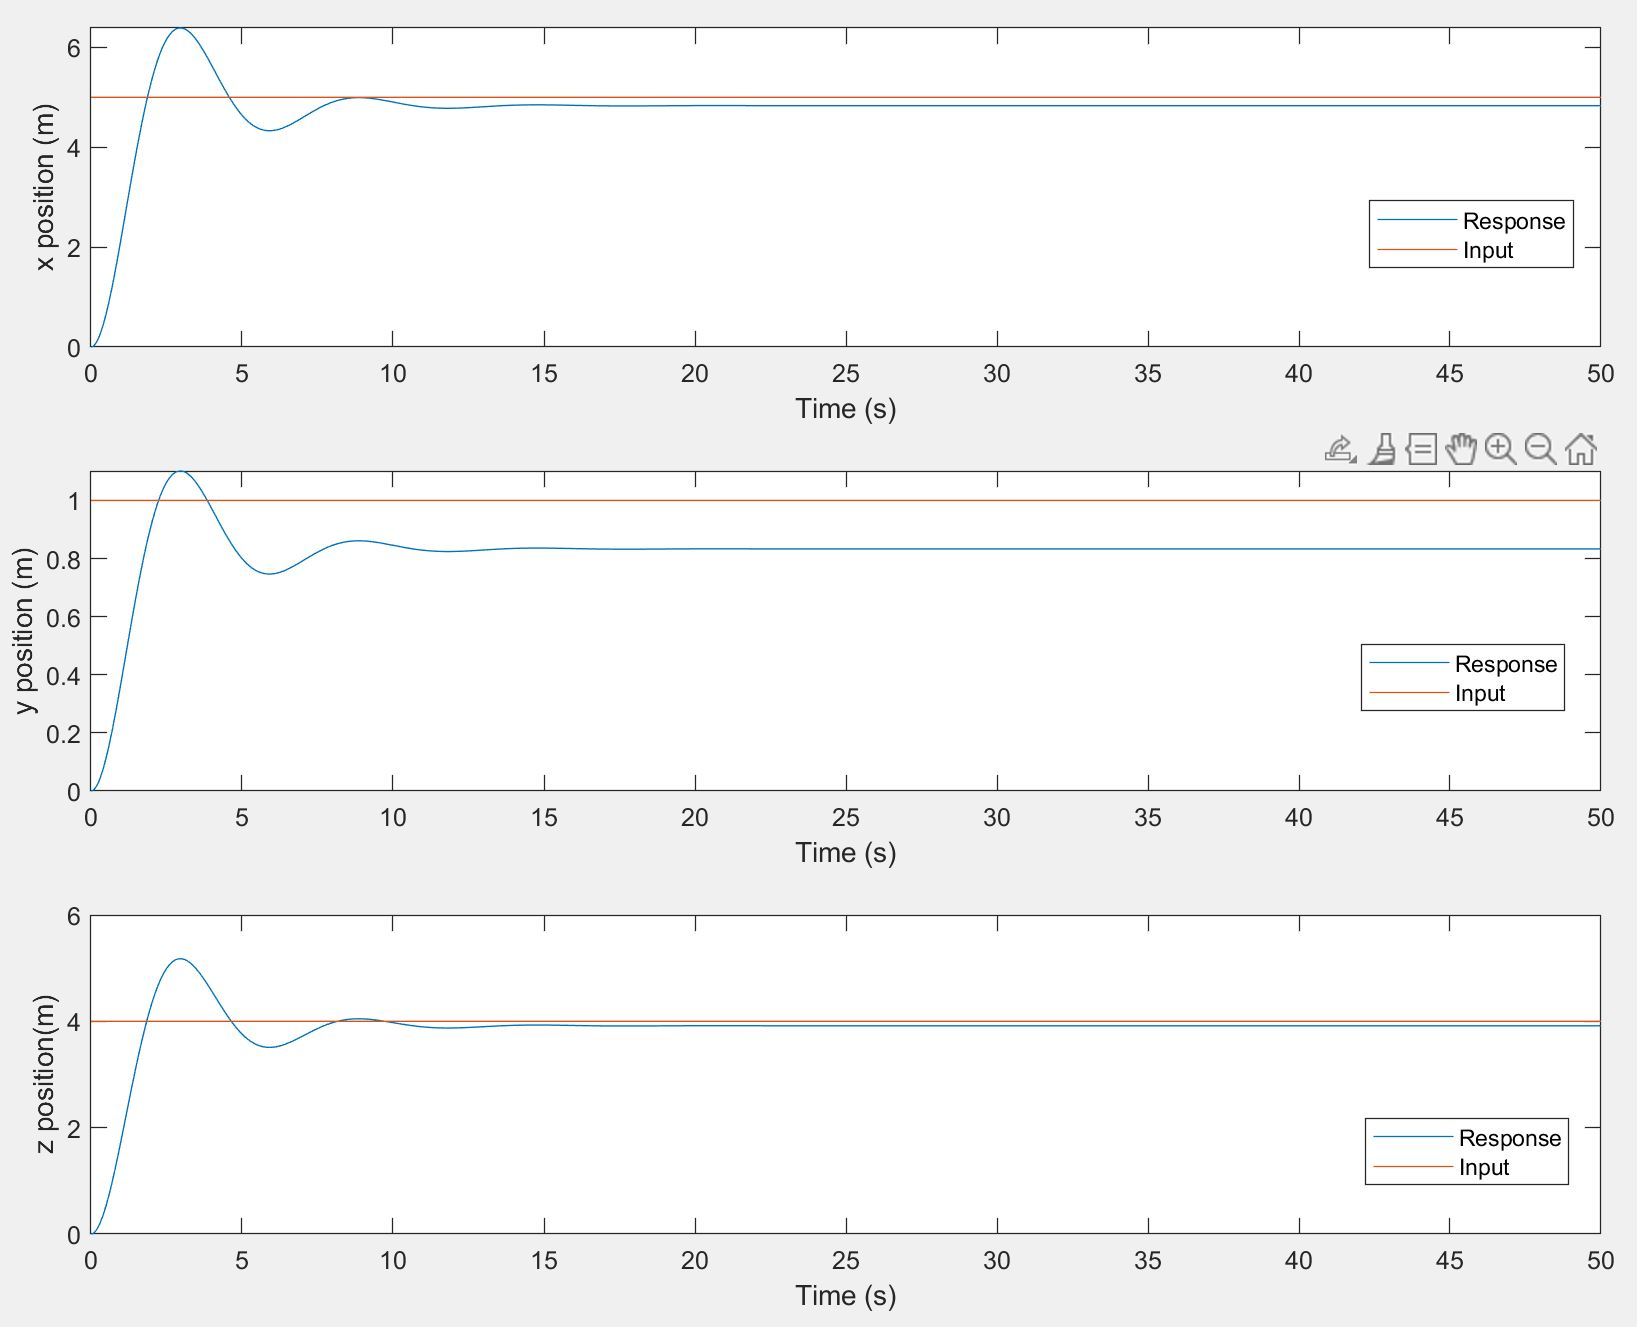 6
4
2
0
x position (m)
Response
Input
0 5 10 15 20 25 30 35 40 45 50
Time (s)
1
0.8
0.6
0.4
0.2
0
y position (m)
Response
Input
0 5 10 15 20 25 30 35 40 45 50
Time (s)
6
4
2
0
z position(m)
Response
Input
0 5 10 15 20 25 30 35 40 45 50
Time (s)